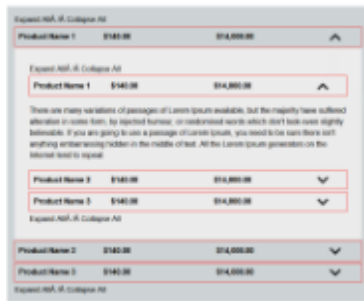 Expand All/Â /Â Collapse All
Product Name 1 $140.00 $14,000.00
Expand All/Â /Â Collapse All
Product Name 1 $140.00 $14,000.00
There are many variations of passages of Lorem Ipsum available, but the majority have suffered
alteration in some form, by injected humour, or randomised words which don't look even slightly
believable. If you are going to use a passage of Lorem Ipsum, you need to be sure there isn't
anything embarrassing hidden in the middle of text. All the Lorem Ipsum generators on the
Internet tend to repeat
Product Name 2 $140.00 $14,000.00
Product Name 3 $140.00 $14,000.00
Expand All/Â /Â Collapse All
Product Name 2 $140.00 $14,000.00
Product Name 3 $140.00 $14,000.00
Expand All/Â /Â Collapse All